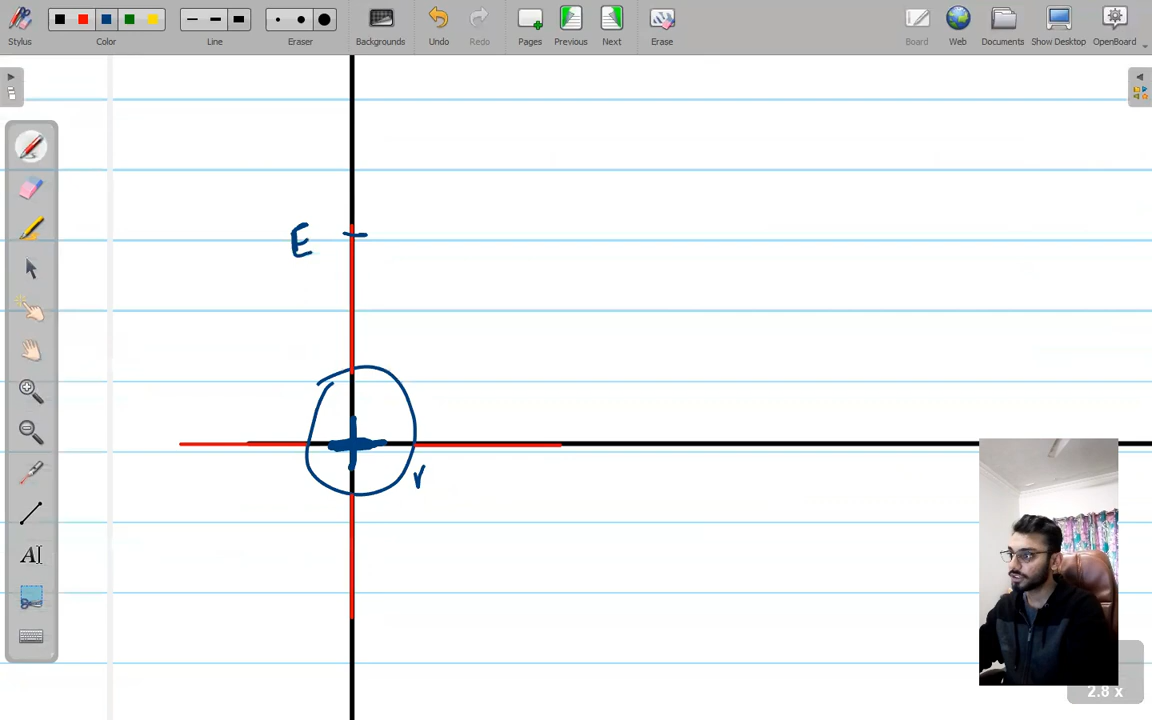 Stylus Color Line Eraser Backgrounds Undo Redo Pages Previous Next Erase Board Web Documents Show Desktop OpenBoard
E
r
AI
2.8 x